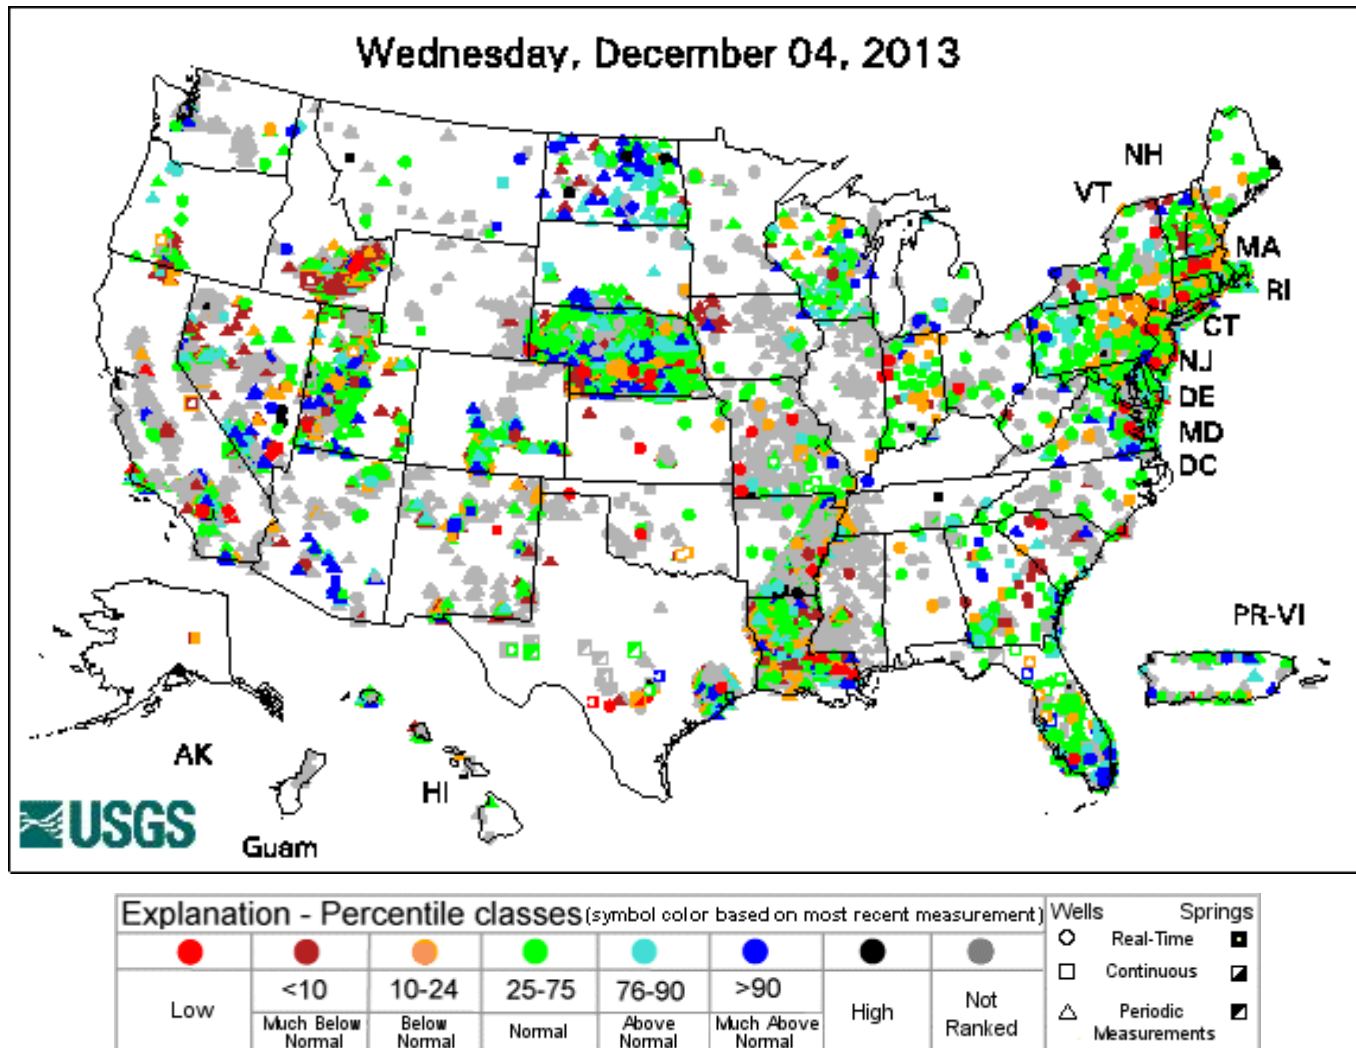 Wednesday, December 04, 2013
NH
VT
MA
RI
CT
NJ
DE
MD
DC
PR-VI
AK
HI
Guam
USGS
Explanation - Percentile classes (symbol color based on most recent measurement)
Low
<10
Much Below
Normal
10-24
Below
Normal
25-75
Normal
76-90
Above
Normal
>90
Much Above
Normal
High
Not
Ranked
Wells Springs
Real-Time
Continuous
Periodic
Measurements